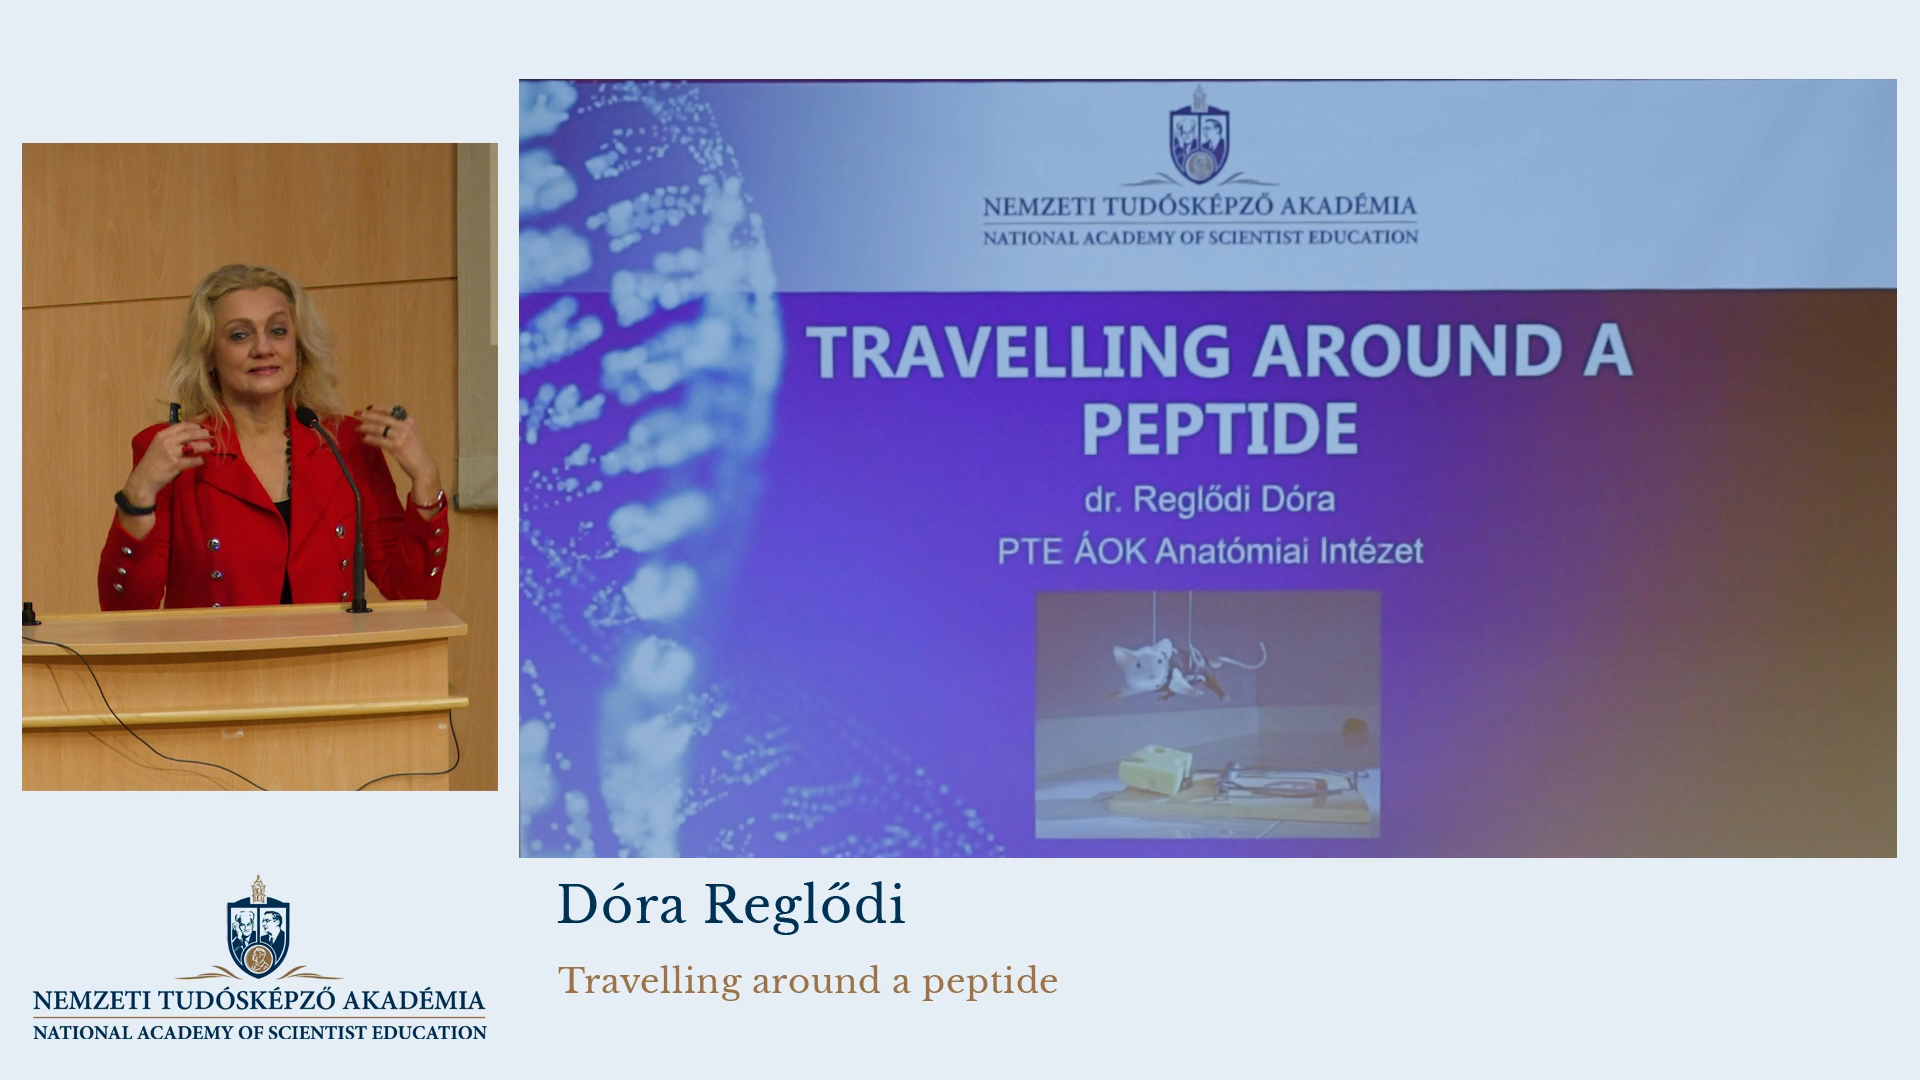 NEMZETI TUDÓSKÉPZŐ AKADÉMIA
NATIONAL ACADEMY OF SCIENTIST EDUCATION
TRAVELLING AROUND A
PEPTIDE
dr. Reglődi Dóra
PTE ÁOK Anatómiai Intézet
Dóra Reglődi
Travelling around a peptide
NEMZETI TUDÓSKÉPZŐ AKADÉMIA
NATIONAL ACADEMY OF SCIENTIST EDUCATION